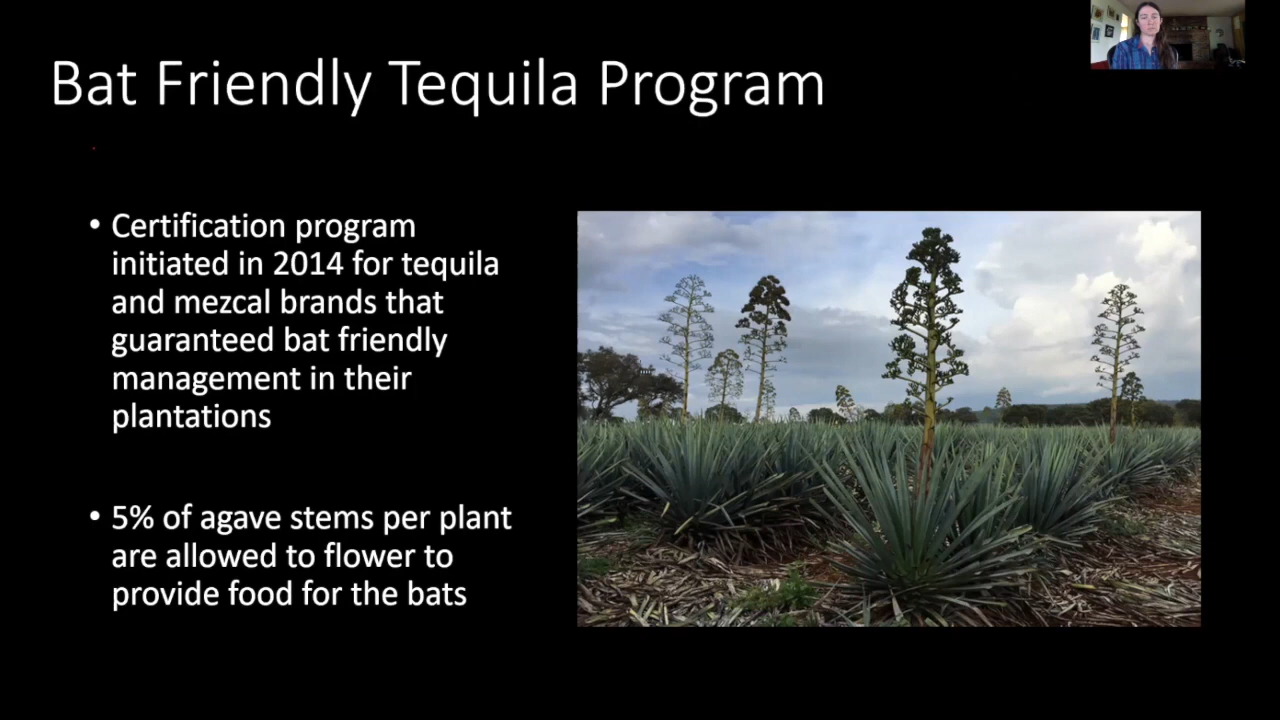 Bat Friendly Tequila Program
• Certification program
initiated in 2014 for tequila
and mezcal brands that
guaranteed bat friendly
management in their
plantations
• 5% of agave stems per plant
are allowed to flower to
provide food for the bats